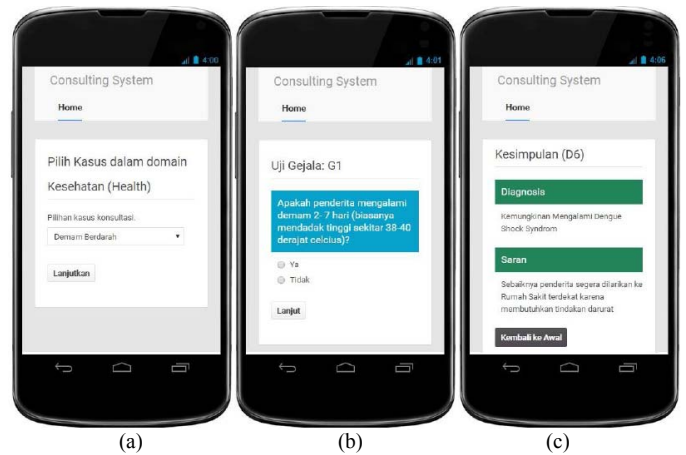 4:00
Consulting System
Home
Pilih Kasus dalam domain
Kesehatan (Health)
Pilihan kasus konsultasi:
Demam Berdarah
Lanjutkan
(a)
4:01
Consulting System
Home
Uji Gejala: G1
Apakah penderita mengalami
demam 2- 7 hari (biasanya
mendadak tinggi sekitar 38-40
derajat celcius)?
Ya
Tidak
Lanjut
(b)
4:06
Consulting System
Home
Kesimpulan (D6)
Diagnosis
Kemungkinan Mengalami Dengue
Shock Syndrom
Saran
Sebaiknya penderita segera dilarikan ke
Rumah Sakit terdekat karena
membutuhkan tindakan darurat
Kembali ke Awal
(c)